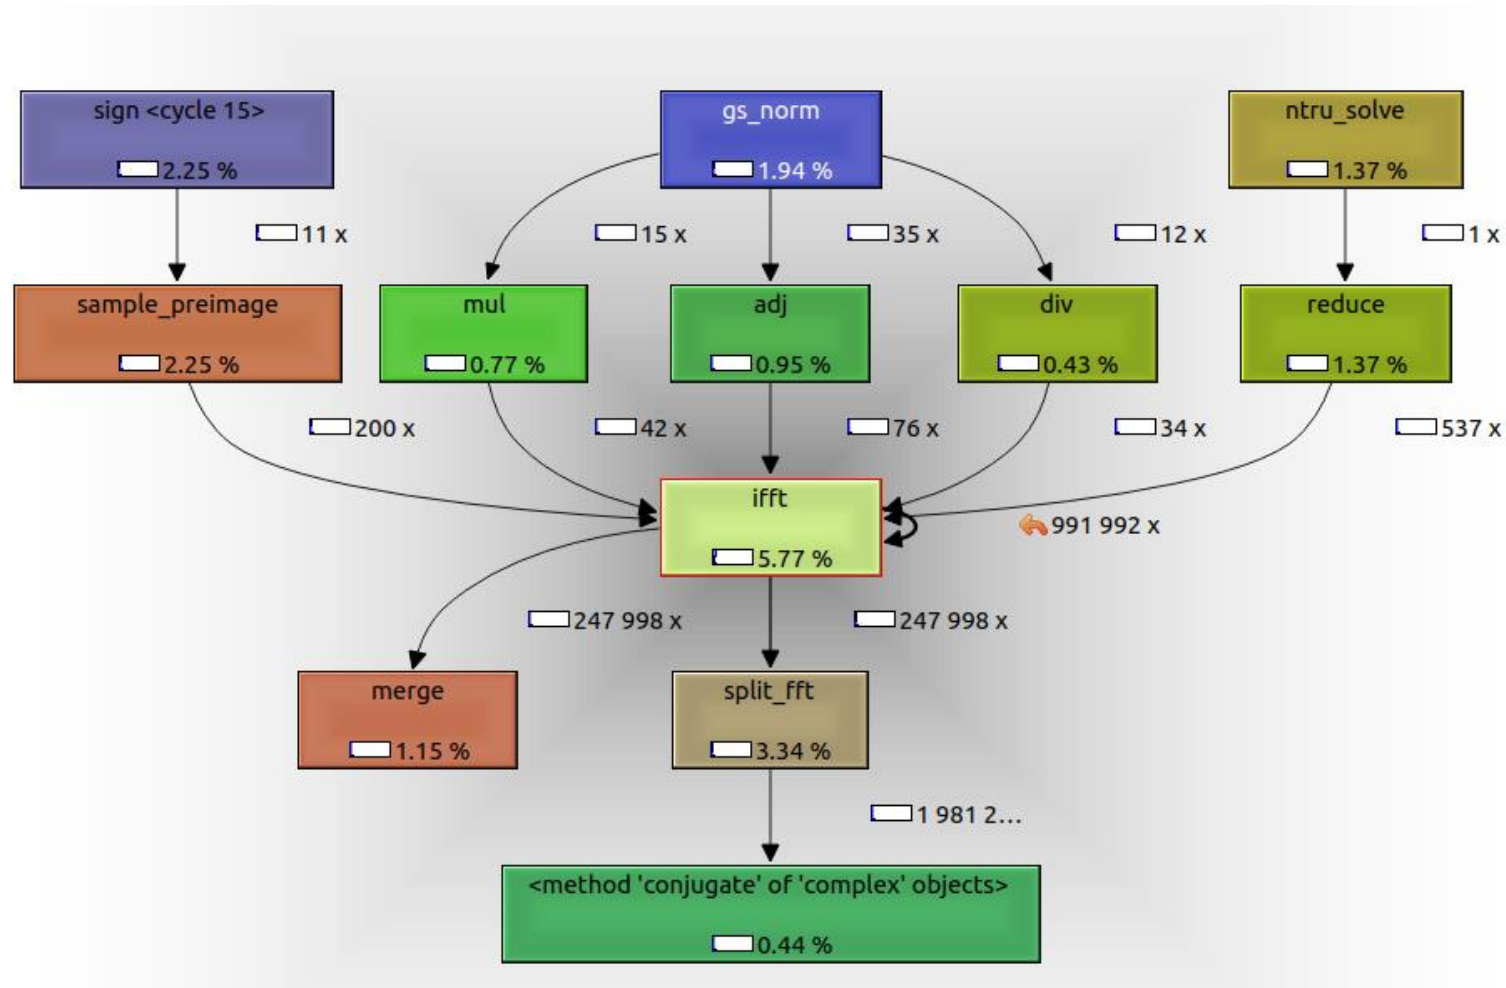 sign <cycle 15>
2.25 %
gs_norm
1.94 %
ntru_solve
1.37 %
11 x
15 x
35 x
12 x
1 x
sample_preimage
2.25 %
mul
0.77 %
adj
0.95 %
div
0.43 %
reduce
1.37 %
200 x
42 x
76 x
34 x
537 x
ifft
5.77 %
991 992 x
247 998 x
247 998 x
merge
1.15 %
split_fft
3.34 %
1 981 2...
<method 'conjugate' of 'complex' objects>
0.44 %